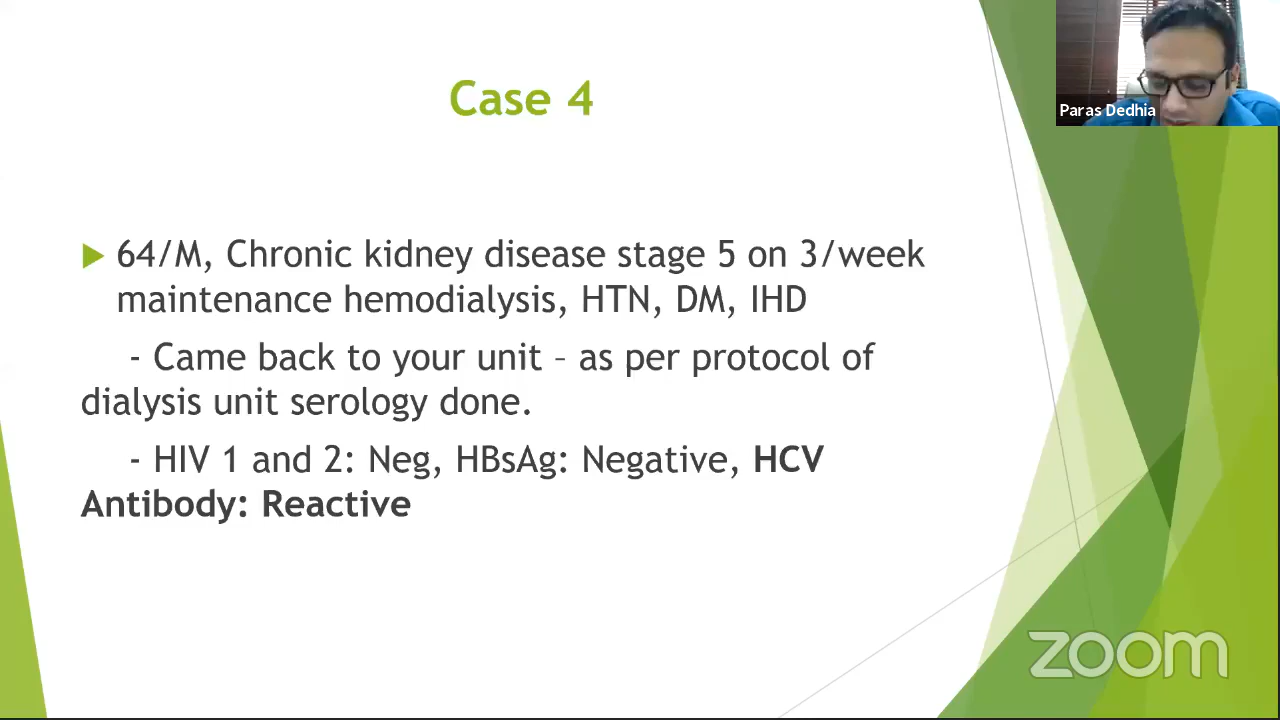 Case 4
Paras Dedhia
64/M, Chronic kidney disease stage 5 on 3/week
maintenance hemodialysis, HTN, DM, IHD
- Came back to your unit – as per protocol of
dialysis unit serology done.
- HIV 1 and 2: Neg, HBsAg: Negative, HCV
Antibody: Reactive
zoom